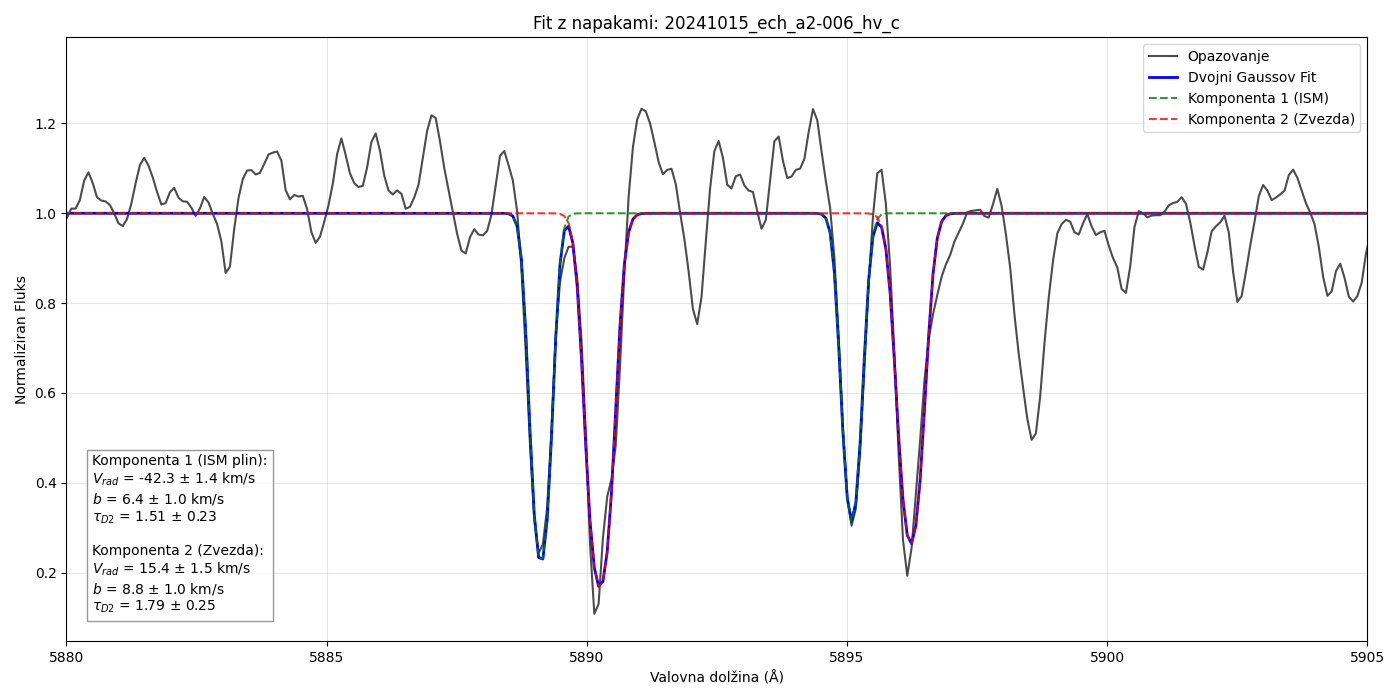 Fit z napakami: 20241015_ech_a2-006_hv_c
Normaliziran Fluks
1.2
1.0
0.8
0.6
0.4
0.2
Opazovanje
Dvojni Gaussov Fit
Komponenta 1 (ISM)
Komponenta 2 (Zvezda)
Komponenta 1 (ISM plin):
V_rad = -42.3 ± 1.4 km/s
b = 6.4 ± 1.0 km/s
τ_D2 = 1.51 ± 0.23
Komponenta 2 (Zvezda):
V_rad = 15.4 ± 1.5 km/s
b = 8.8 ± 1.0 km/s
τ_D2 = 1.79 ± 0.25
5880 5885 5890 5895 5900 5905
Valovna dolžina (Å)